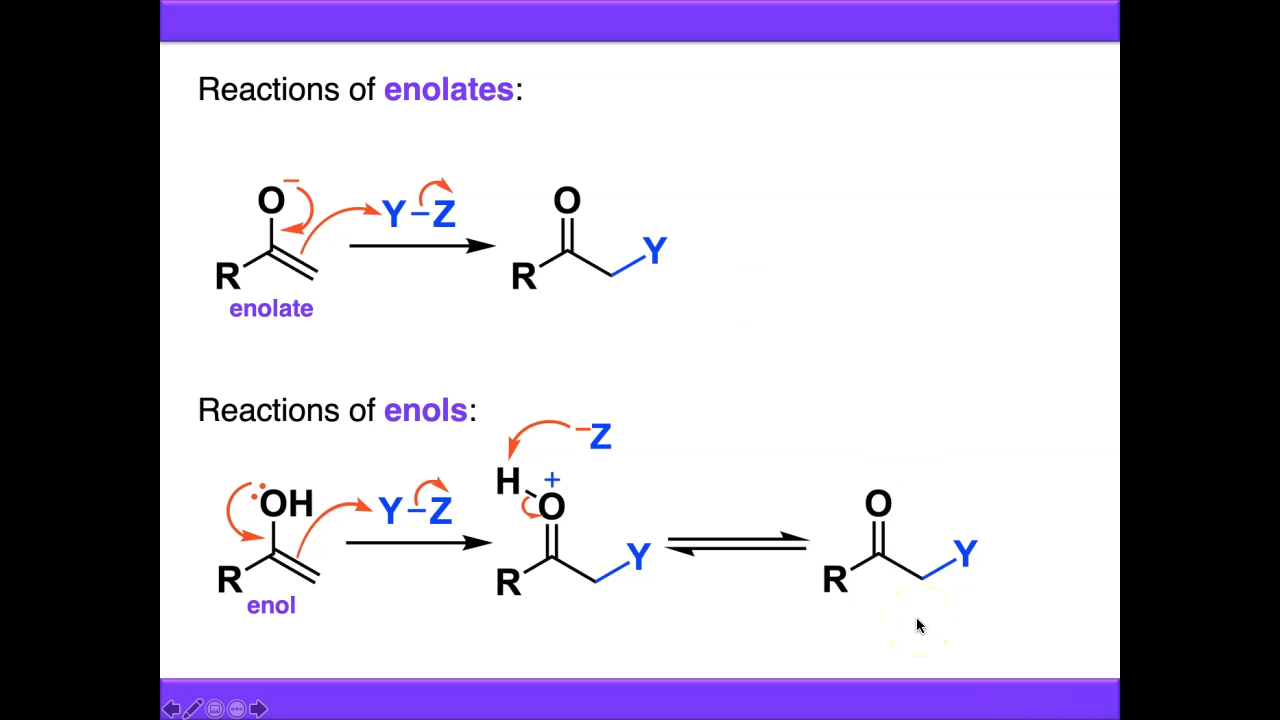 Reactions of enolates:
O−
Y–Z
R
enolate
O
R
Y
Reactions of enols:
−Z
:OH
Y–Z
R
enol
H
+
O
R
Y
O
R
Y